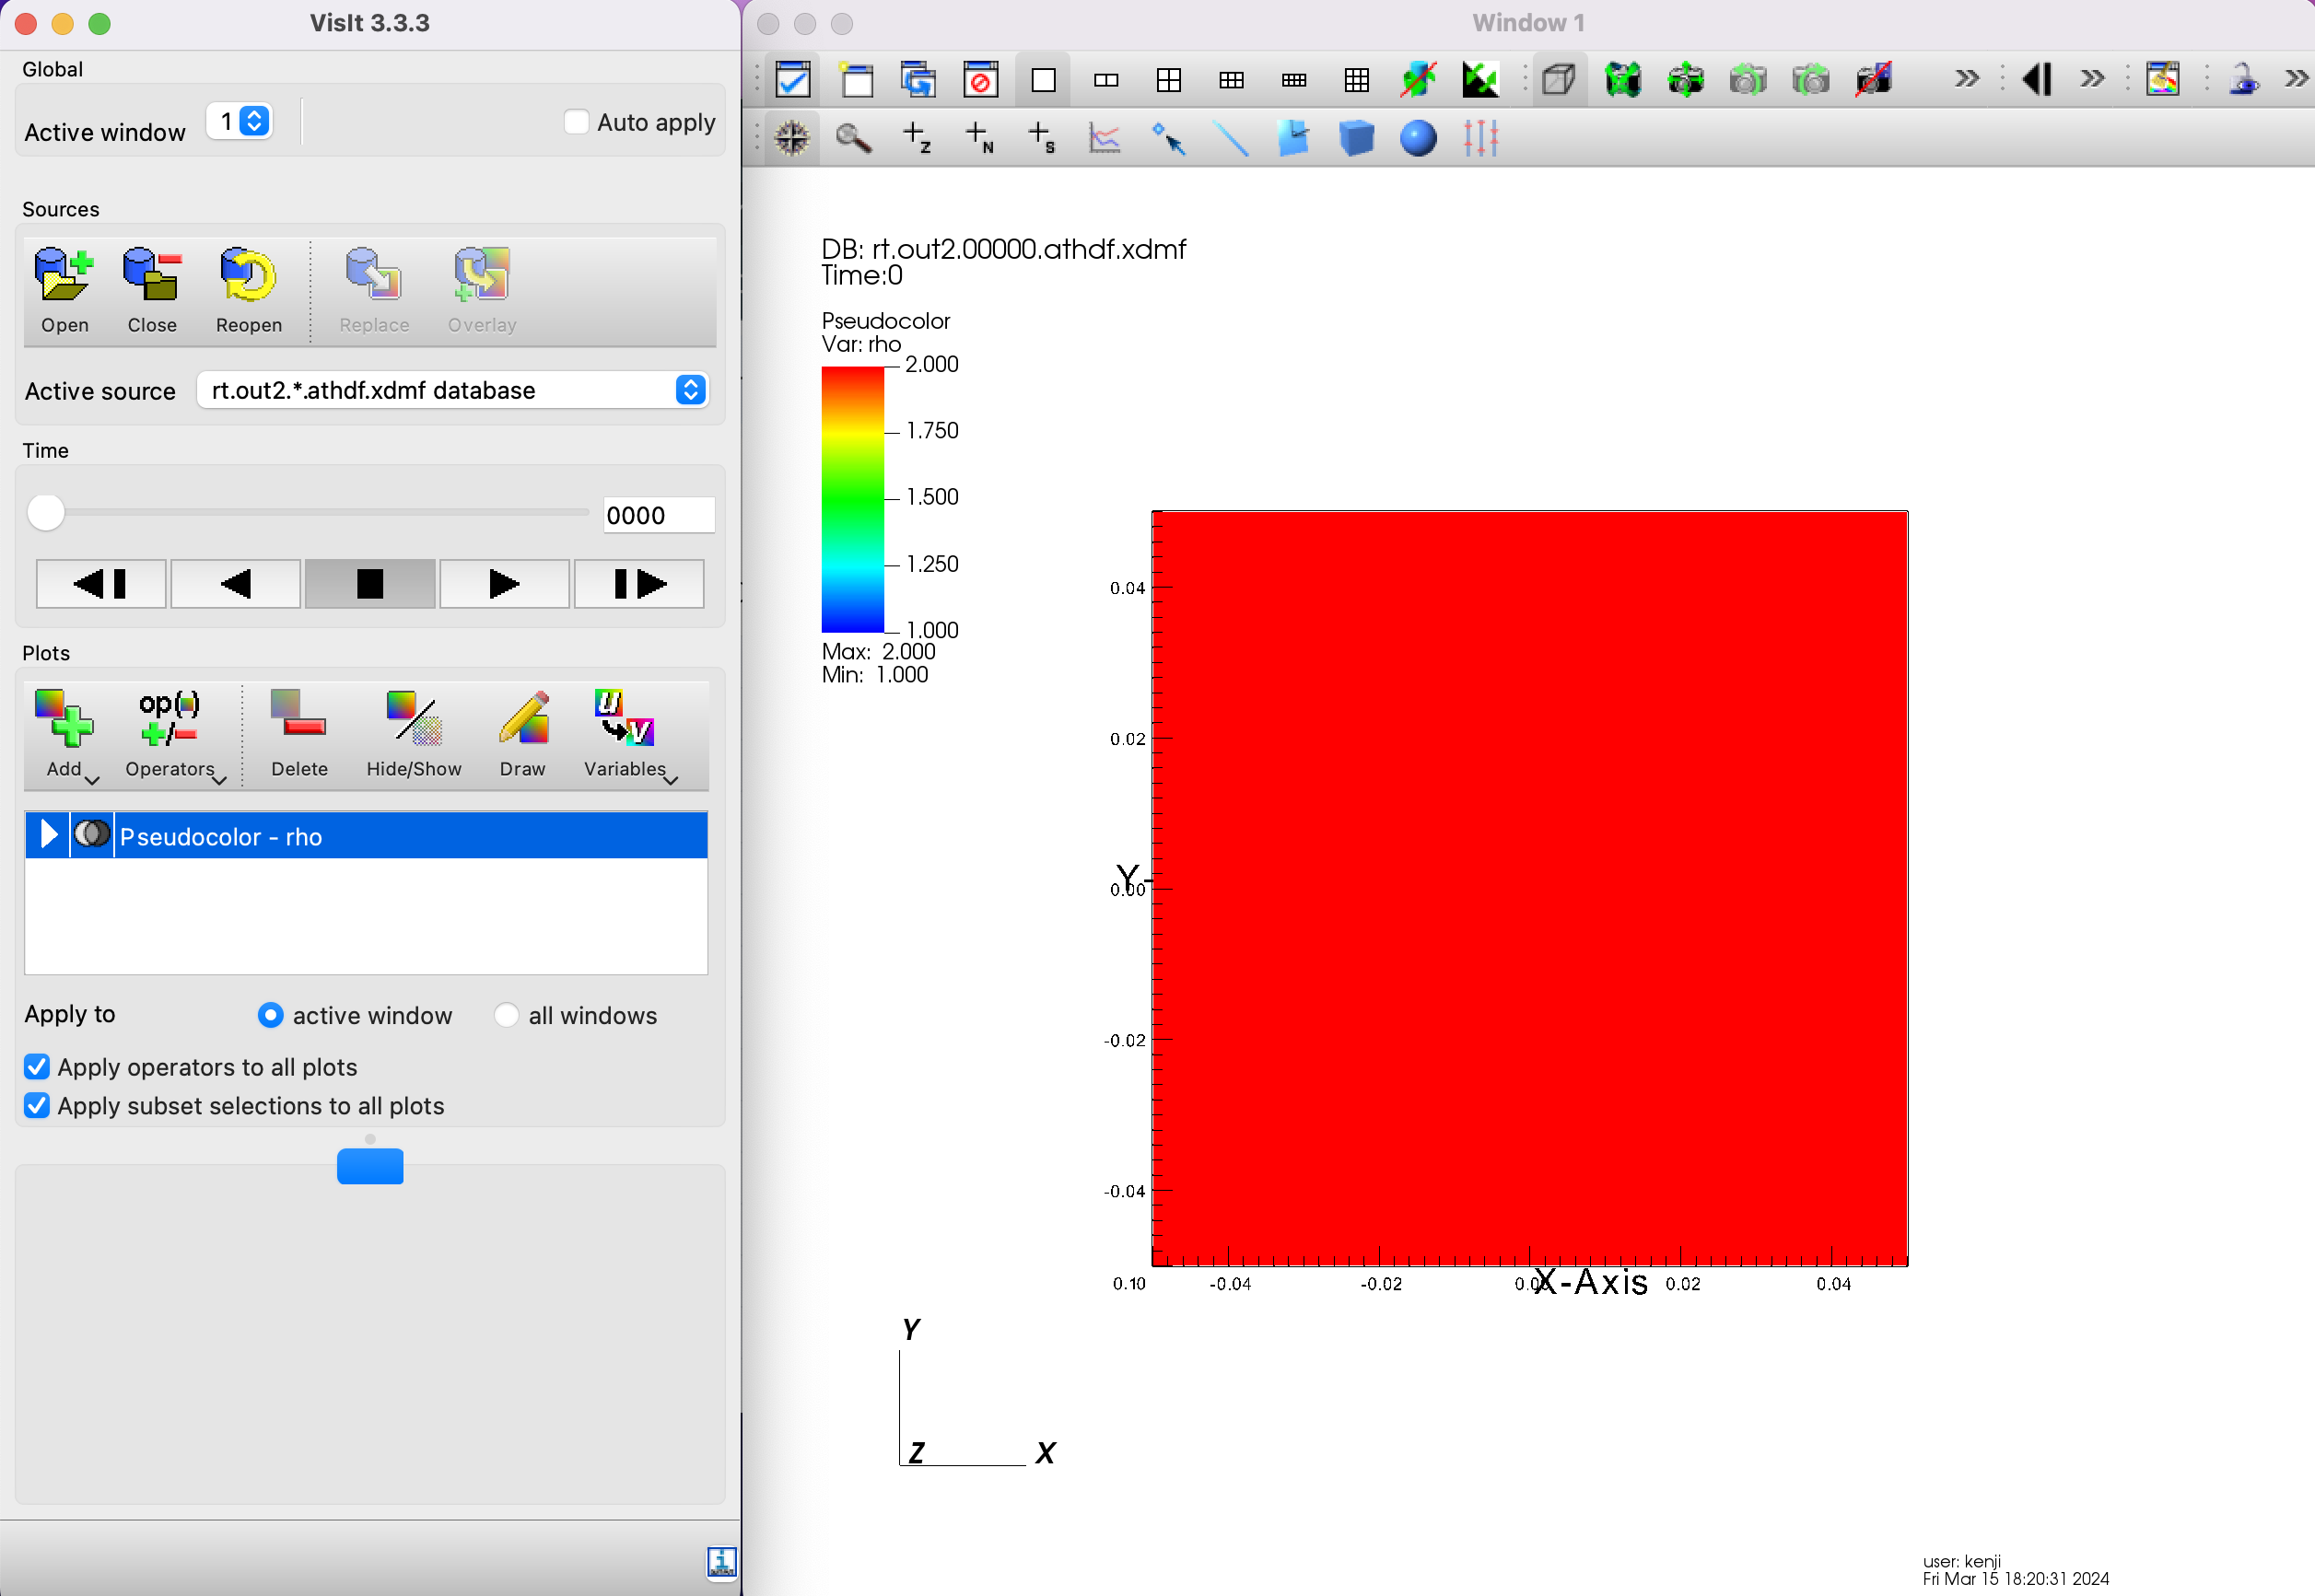 VisIt 3.3.3
Global
Active window 1 Auto apply
Sources
Open Close Reopen Replace Overlay
Active source rt.out2.*.athdf.xdmf database
Time
0000
Plots
op( )
+/-
u
v
Add Operators Delete Hide/Show Draw Variables
Pseudocolor - rho
Apply to active window all windows
Apply operators to all plots
Apply subset selections to all plots
Window 1
Z N S
DB: rt.out2.00000.athdf.xdmf
Time:0
Pseudocolor
Var: rho
2.000
1.750
1.500
1.250
1.000
Max: 2.000
Min: 1.000
0.04
0.02
Y-
0.00
-0.02
-0.04
0.10 -0.04 -0.02 0.00 X-Axis 0.02 0.04
Y
Z X
user: kenji
Fri Mar 15 18:20:31 2024